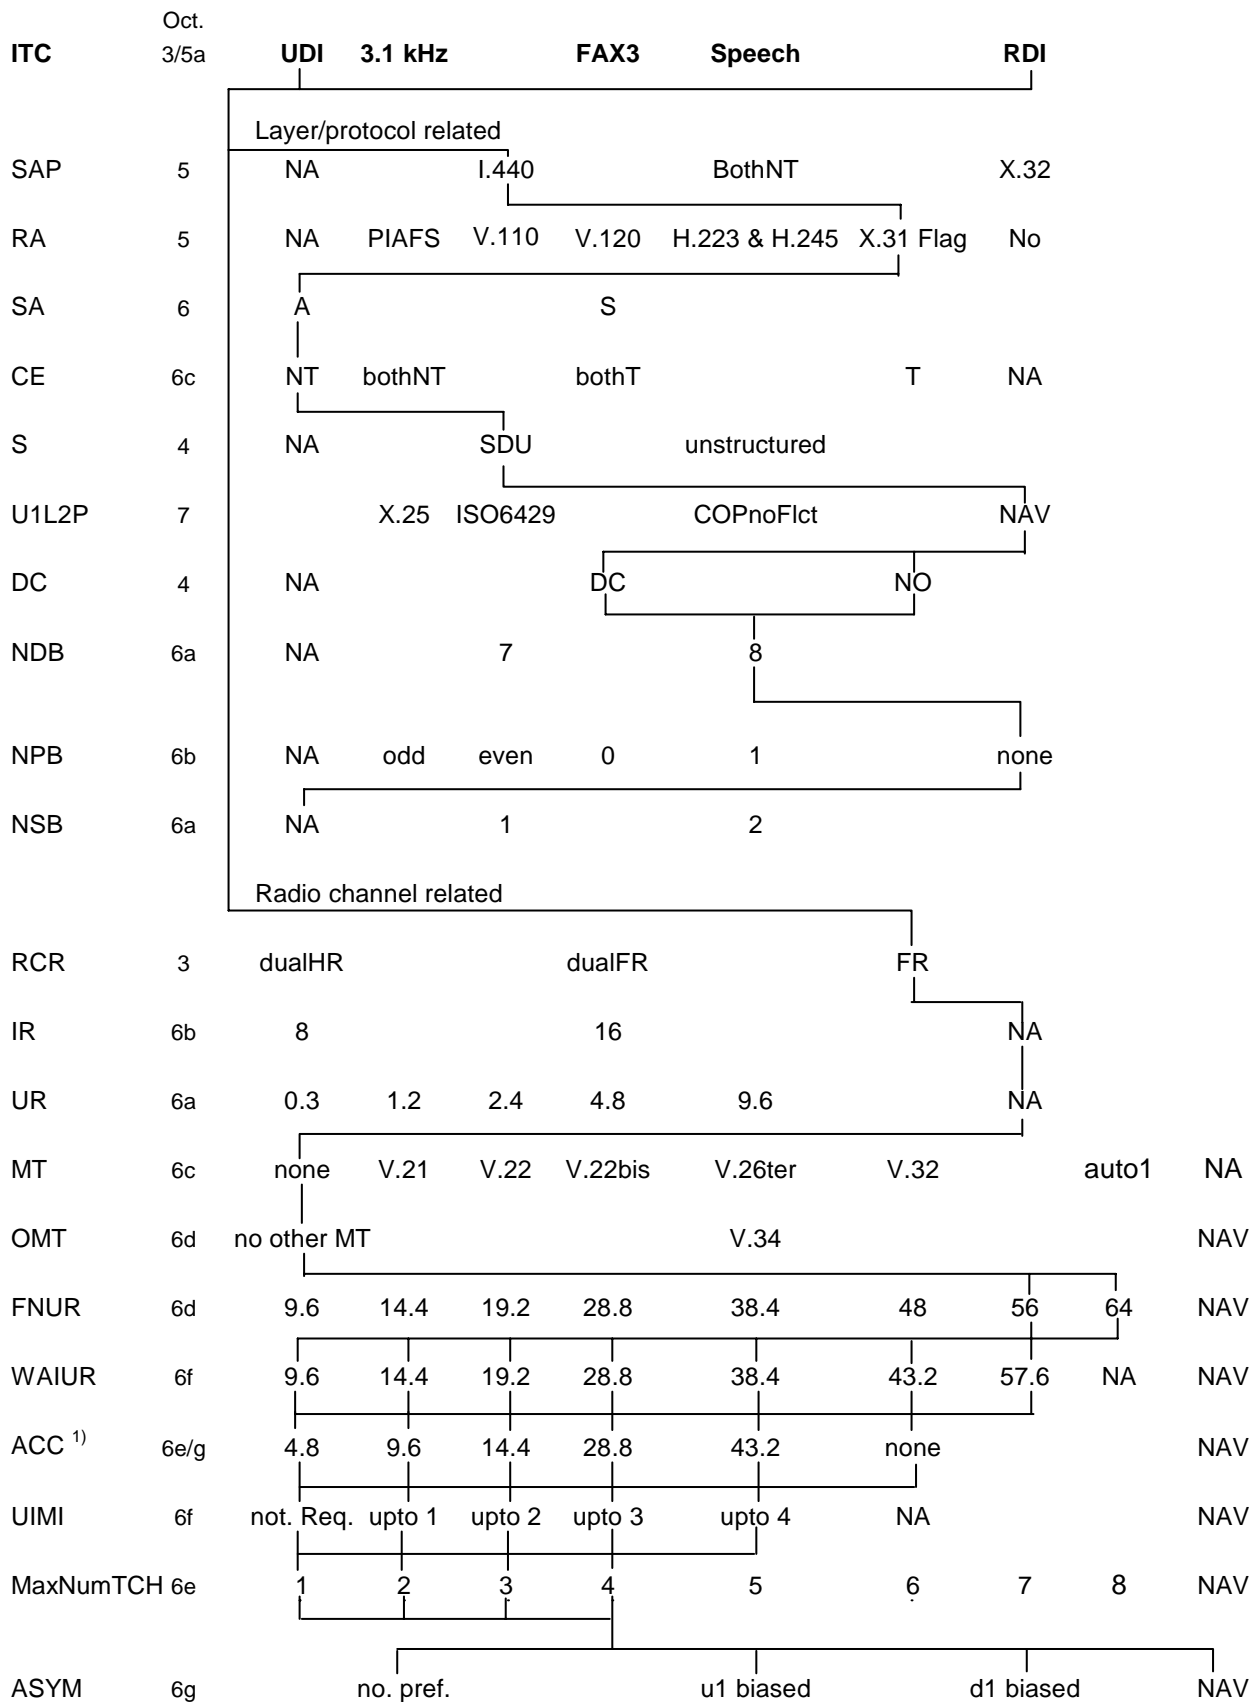 Oct.
ITC 3/5a UDI 3.1 kHz FAX3 Speech RDI
Layer/protocol related
SAP 5 NA I.440 BothNT X.32
RA 5 NA PIAFS V.110 V.120 H.223 & H.245 X.31 Flag No
SA 6 A S
CE 6c NT bothNT bothT T NA
S 4 NA SDU unstructured
U1L2P 7 X.25 ISO6429 COPnoFlct NAV
DC 4 NA DC NO
NDB 6a NA 7 8
NPB 6b NA odd even 0 1 none
NSB 6a NA 1 2
Radio channel related
RCR 3 dualHR dualFR FR
IR 6b 8 16 NA
UR 6a 0.3 1.2 2.4 4.8 9.6 NA
MT 6c none V.21 V.22 V.22bis V.26ter V.32 auto1 NA
OMT 6d no other MT V.34 NAV
FNUR 6d 9.6 14.4 19.2 28.8 38.4 48 56 64 NAV
WAIUR 6f 9.6 14.4 19.2 28.8 38.4 43.2 57.6 NA NAV
ACC 1) 6e/g 4.8 9.6 14.4 28.8 43.2 none NAV
UIMI 6f not. Req. upto 1 upto 2 upto 3 upto 4 NA NAV
MaxNumTCH 6e 1 2 3 4 5 6 7 8 NAV
ASYM 6g no. pref. u1 biased d1 biased NAV